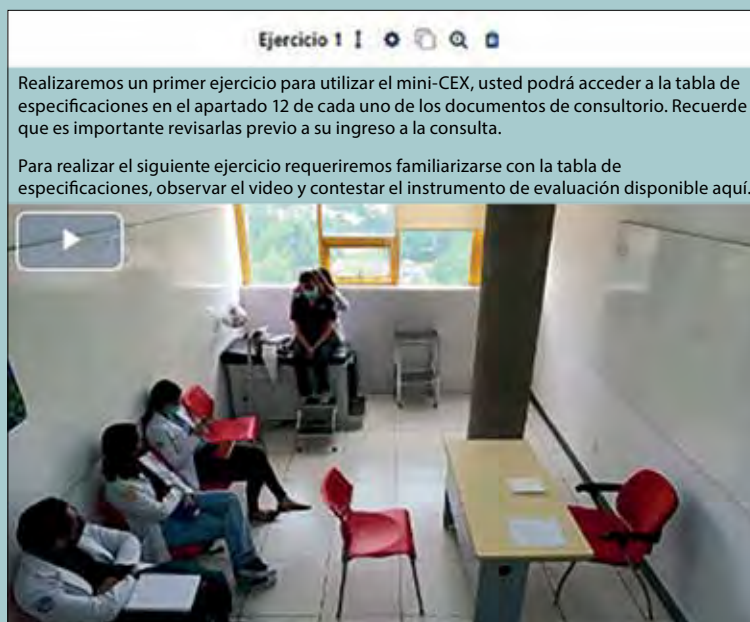 Ejercicio 1
Realizaremos un primer ejercicio para utilizar el mini-CEX, usted podrá acceder a la tabla de
especificaciones en el apartado 12 de cada uno de los documentos de consultorio. Recuerde
que es importante revisarlas previo a su ingreso a la consulta.
Para realizar el siguiente ejercicio requeriremos familiarizarse con la tabla de
especificaciones, observar el video y contestar el instrumento de evaluación disponible aquí.